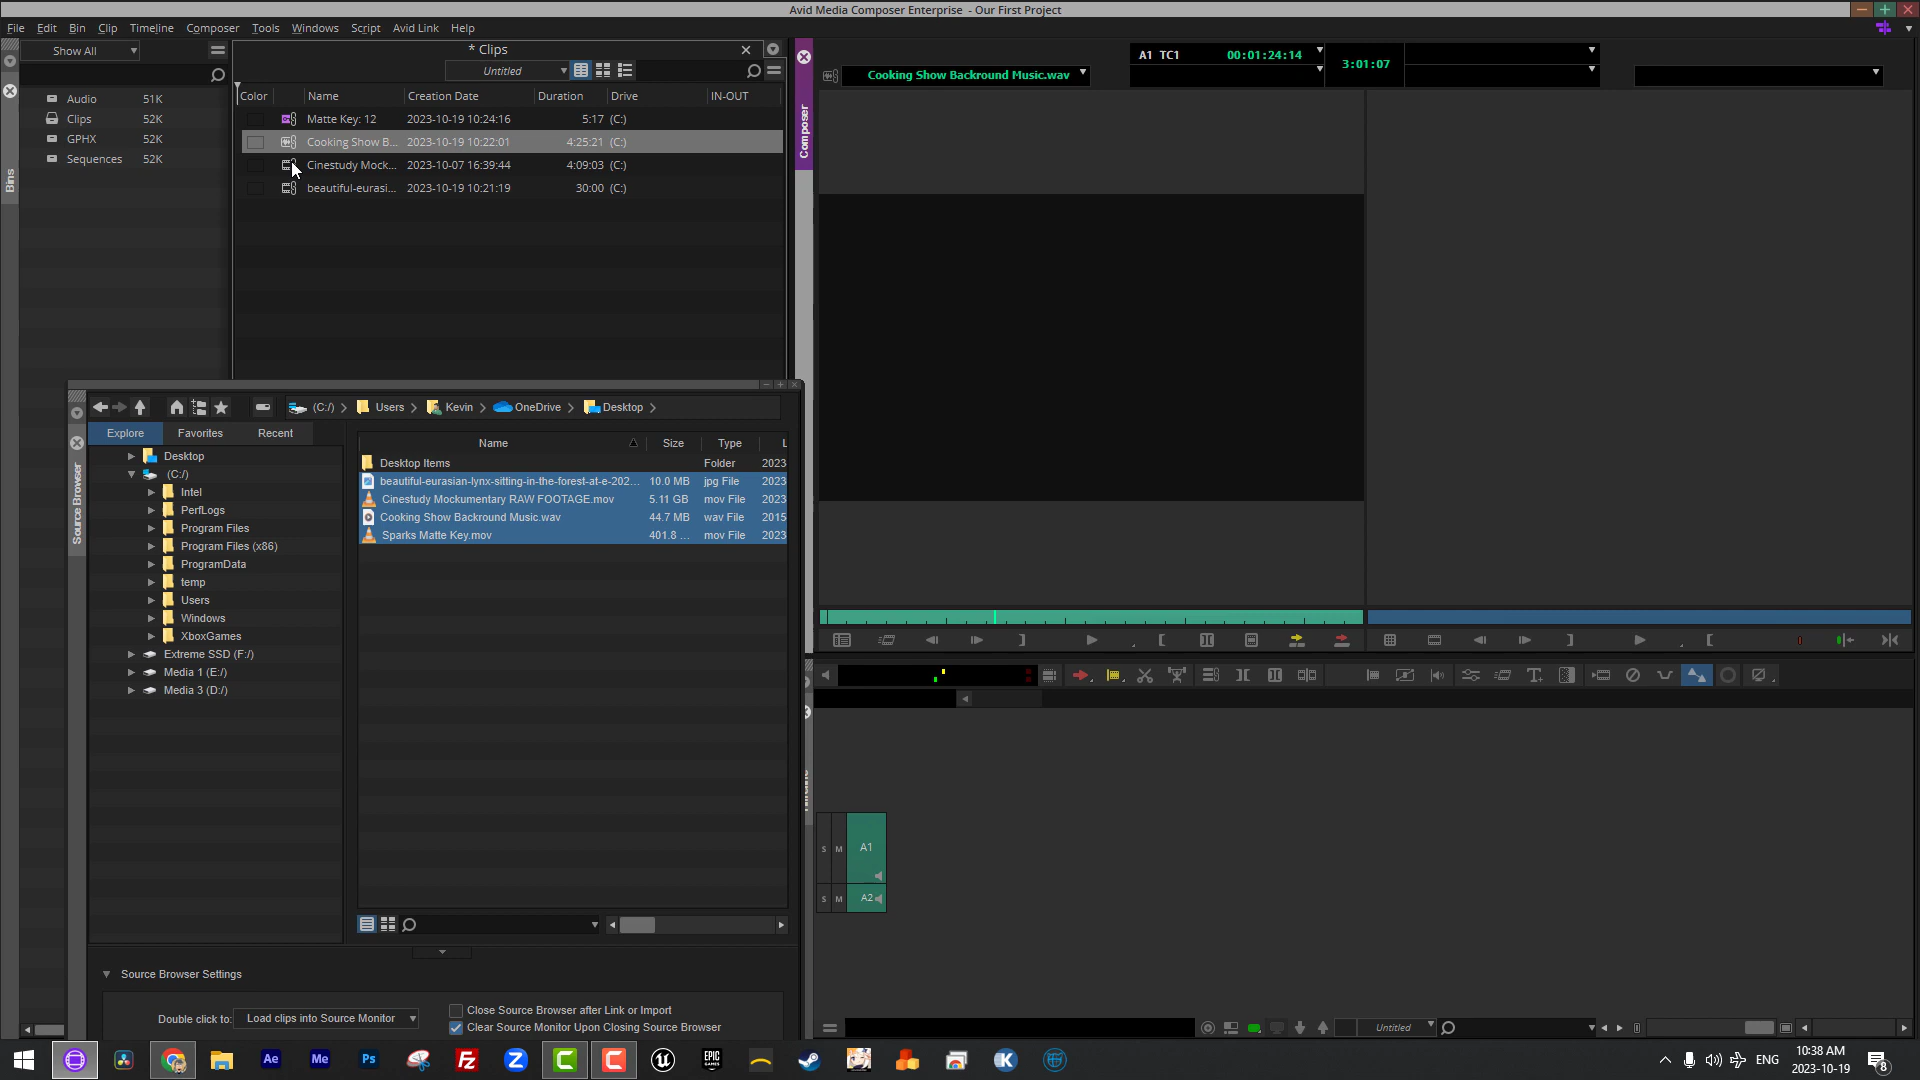 Avid Media Composer Enterprise - Our First Project
File Edit Bin Clip Timeline Composer Tools Windows Script Avid Link Help
Show All
* Clips
Untitled
Bins
Audio 51K
Clips 52K
GPHX 52K
Sequences 52K
Color Name Creation Date Duration Drive IN-OUT
Matte Key: 12 2023-10-19 10:24:16 5:17 (C:)
Cooking Show B... 2023-10-19 10:22:01 4:25:21 (C:)
Cinestudy Mock... 2023-10-07 16:39:44 4:09:03 (C:)
beautiful-eurasi... 2023-10-19 10:21:19 30:00 (C:)
Composer
Cooking Show Backround Music.wav
A1 TC1 00:01:24:14
3:01:07
(C:/) Users Kevin OneDrive Desktop
Source Browser
Explore Favorites Recent
Desktop
(C:/)
Intel
PerfLogs
Program Files
Program Files (x86)
ProgramData
temp
Users
Windows
XboxGames
Extreme SSD (F:/)
Media 1 (E:/)
Media 3 (D:/)
Name Size Type L
Desktop Items Folder 2023
beautiful-eurasian-lynx-sitting-in-the-forest-at-e-202... 10.0 MB jpg File 2023
Cinestudy Mockumentary RAW FOOTAGE.mov 5.11 GB mov File 2023
Cooking Show Backround Music.wav 44.7 MB wav File 2015
Sparks Matte Key.mov 401.8 ... mov File 2023
Source Browser Settings
Double click to: Load clips into Source Monitor
Close Source Browser after Link or Import
Clear Source Monitor Upon Closing Source Browser
S M A1
S M A2
Untitled
Ae Me Ps Fz Z EPIC GAMES K
ENG
10:38 AM
2023-10-19
8